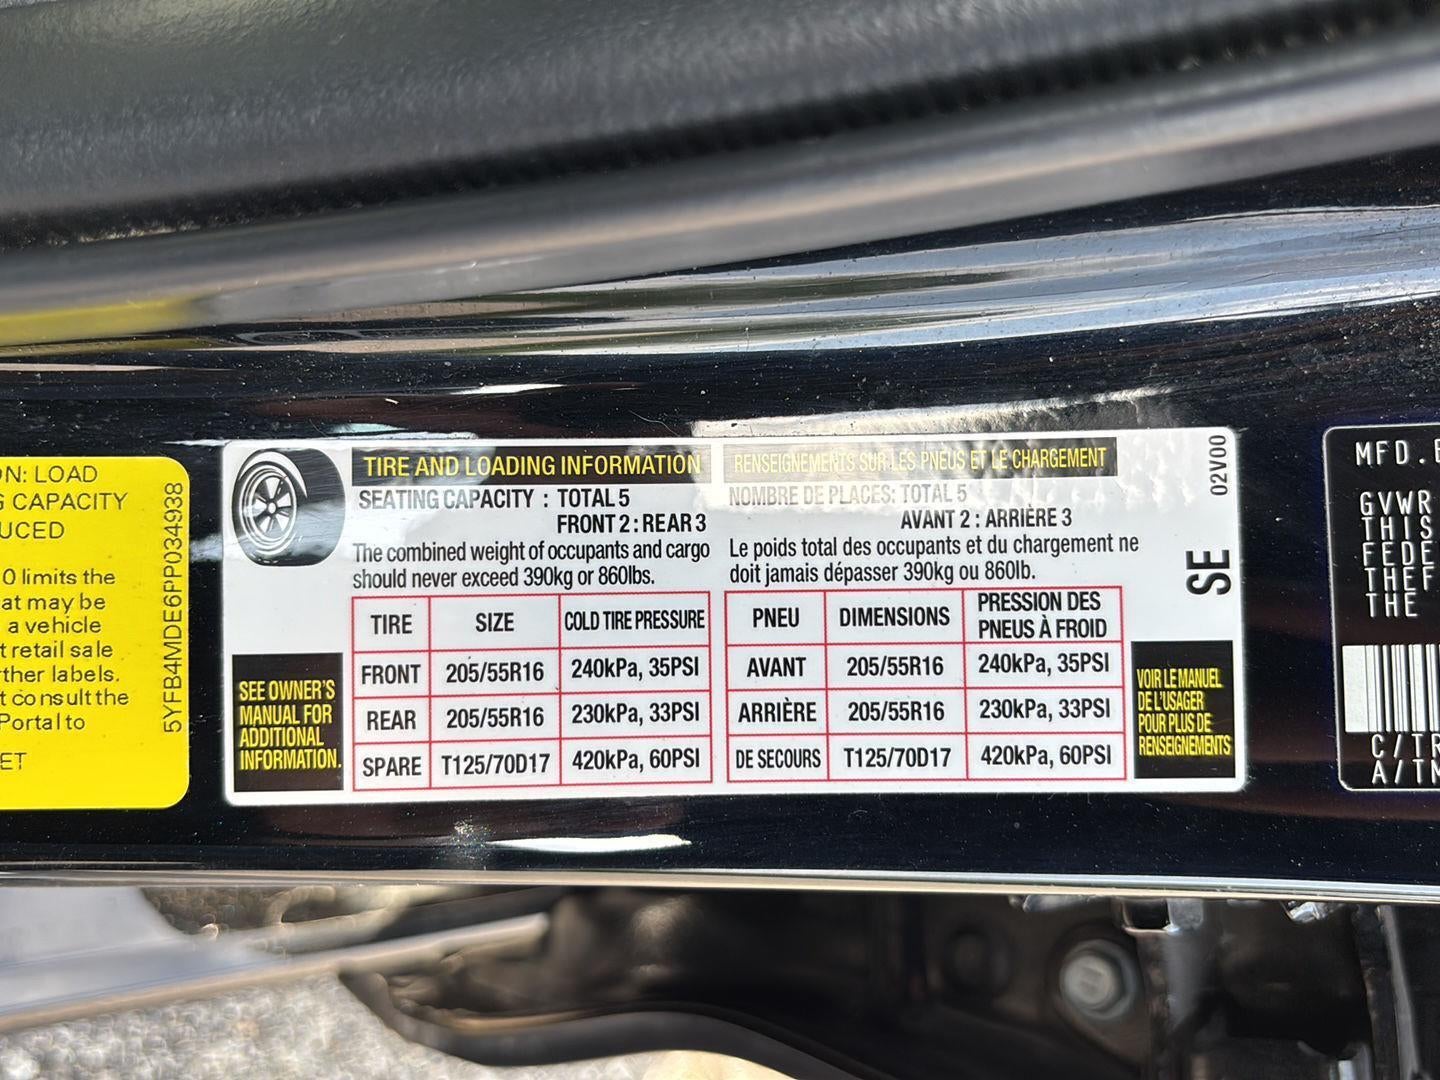 ON: LOAD
G CAPACITY
UCED
0 limits the
at may be
a vehicle
t retail sale
ther labels.
t consult the
Portal to
ET
5YFB4MDE6PP034938
TIRE AND LOADING INFORMATION
SEATING CAPACITY : TOTAL 5
FRONT 2 : REAR 3
The combined weight of occupants and cargo
should never exceed 390kg or 860lbs.
TIRE SIZE COLD TIRE PRESSURE
FRONT 205/55R16 240kPa, 35PSI
REAR 205/55R16 230kPa, 33PSI
SPARE T125/70D17 420kPa, 60PSI
SEE OWNER'S
MANUAL FOR
ADDITIONAL
INFORMATION.
RENSEIGNEMENTS SUR LES PNEUS ET LE CHARGEMENT
NOMBRE DE PLACES: TOTAL 5
AVANT 2 : ARRIÈRE 3
Le poids total des occupants et du chargement ne
doit jamais dépasser 390kg ou 860lb.
PNEU DIMENSIONS PRESSION DES
PNEUS À FROID
AVANT 205/55R16 240kPa, 35PSI
ARRIÈRE 205/55R16 230kPa, 33PSI
DE SECOURS T125/70D17 420kPa, 60PSI
VOIR LE MANUEL
DE L'USAGER
POUR PLUS DE
RENSEIGNEMENTS
02V00
SE
MFD.B
GVWR
THIS
FEDE
THEF
THE
C/TR
A/TM